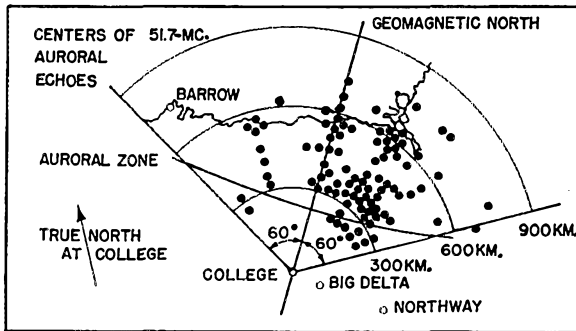 CENTERS OF 51.7-MC.
AURORAL
ECHOES
GEOMAGNETIC NORTH
BARROW
AURORAL ZONE
TRUE NORTH
AT COLLEGE
60°
60°
COLLEGE
300KM.
600KM.
900KM.
BIG DELTA
NORTHWAY